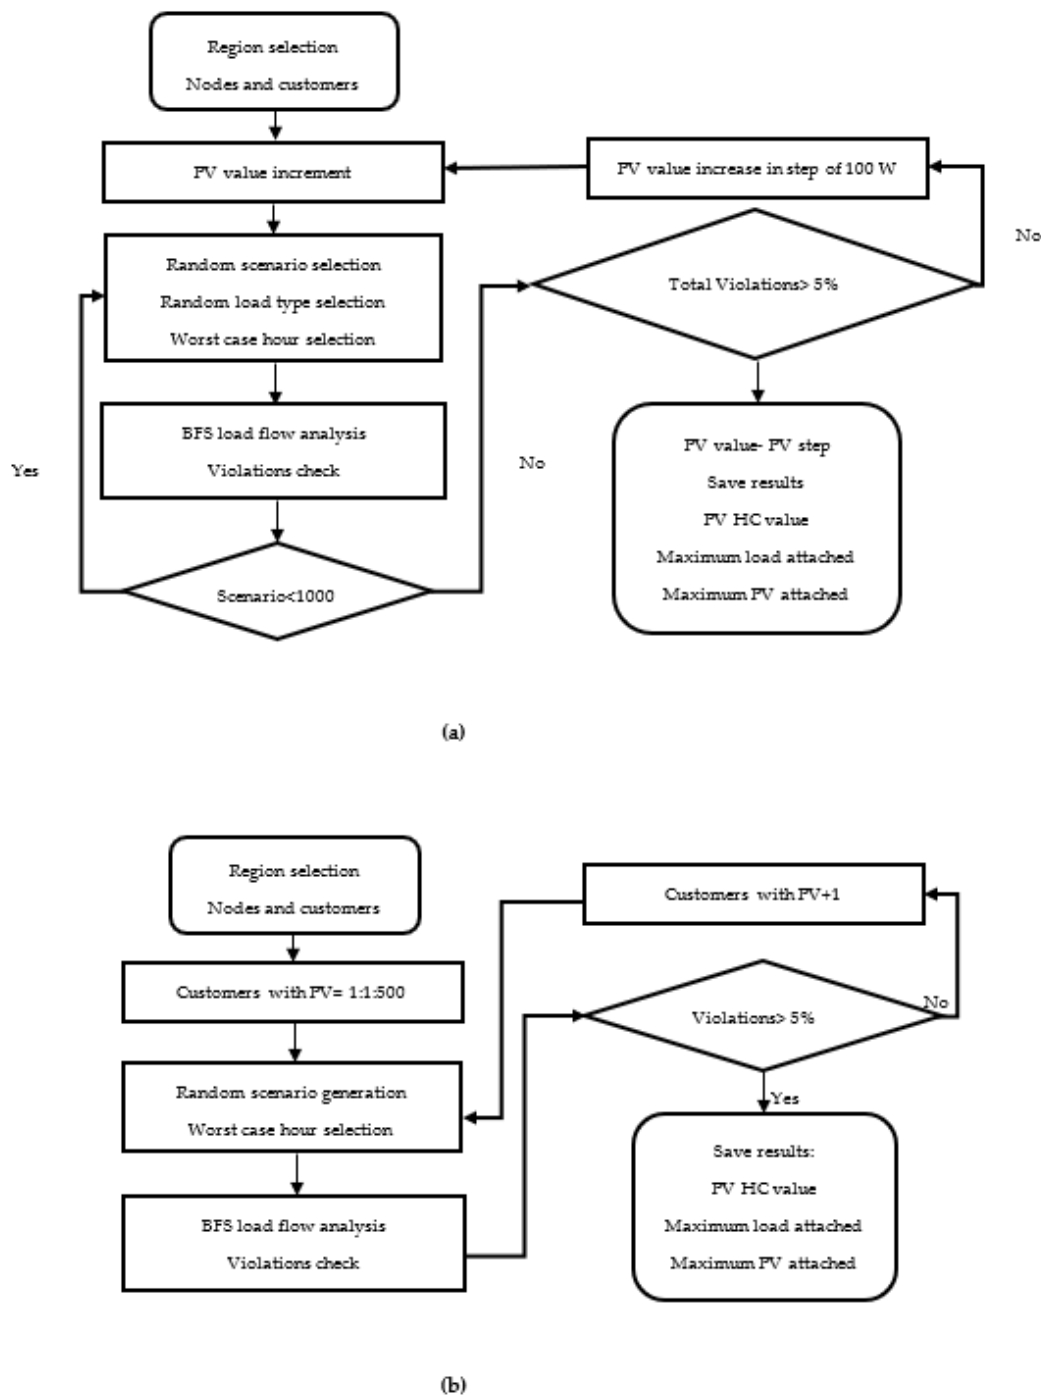 Region selection
Nodes and customers
PV value increment
PV value increase in step of 100 W
No
Random scenario selection
Random load type selection
Worst case hour selection
Total Violations> 5%
BFS load flow analysis
Violations check
Yes
No
PV value- PV step
Save results
PV HC value
Maximum load attached
Maximum PV attached
Scenario<1000
(a)
Region selection
Nodes and customers
Customers with PV+1
Customers with PV= 1:1:500
No
Violations> 5%
Random scenario generation
Worst case hour selection
Yes
Save results:
PV HC value
Maximum load attached
Maximum PV attached
BFS load flow analysis
Violations check
(b)